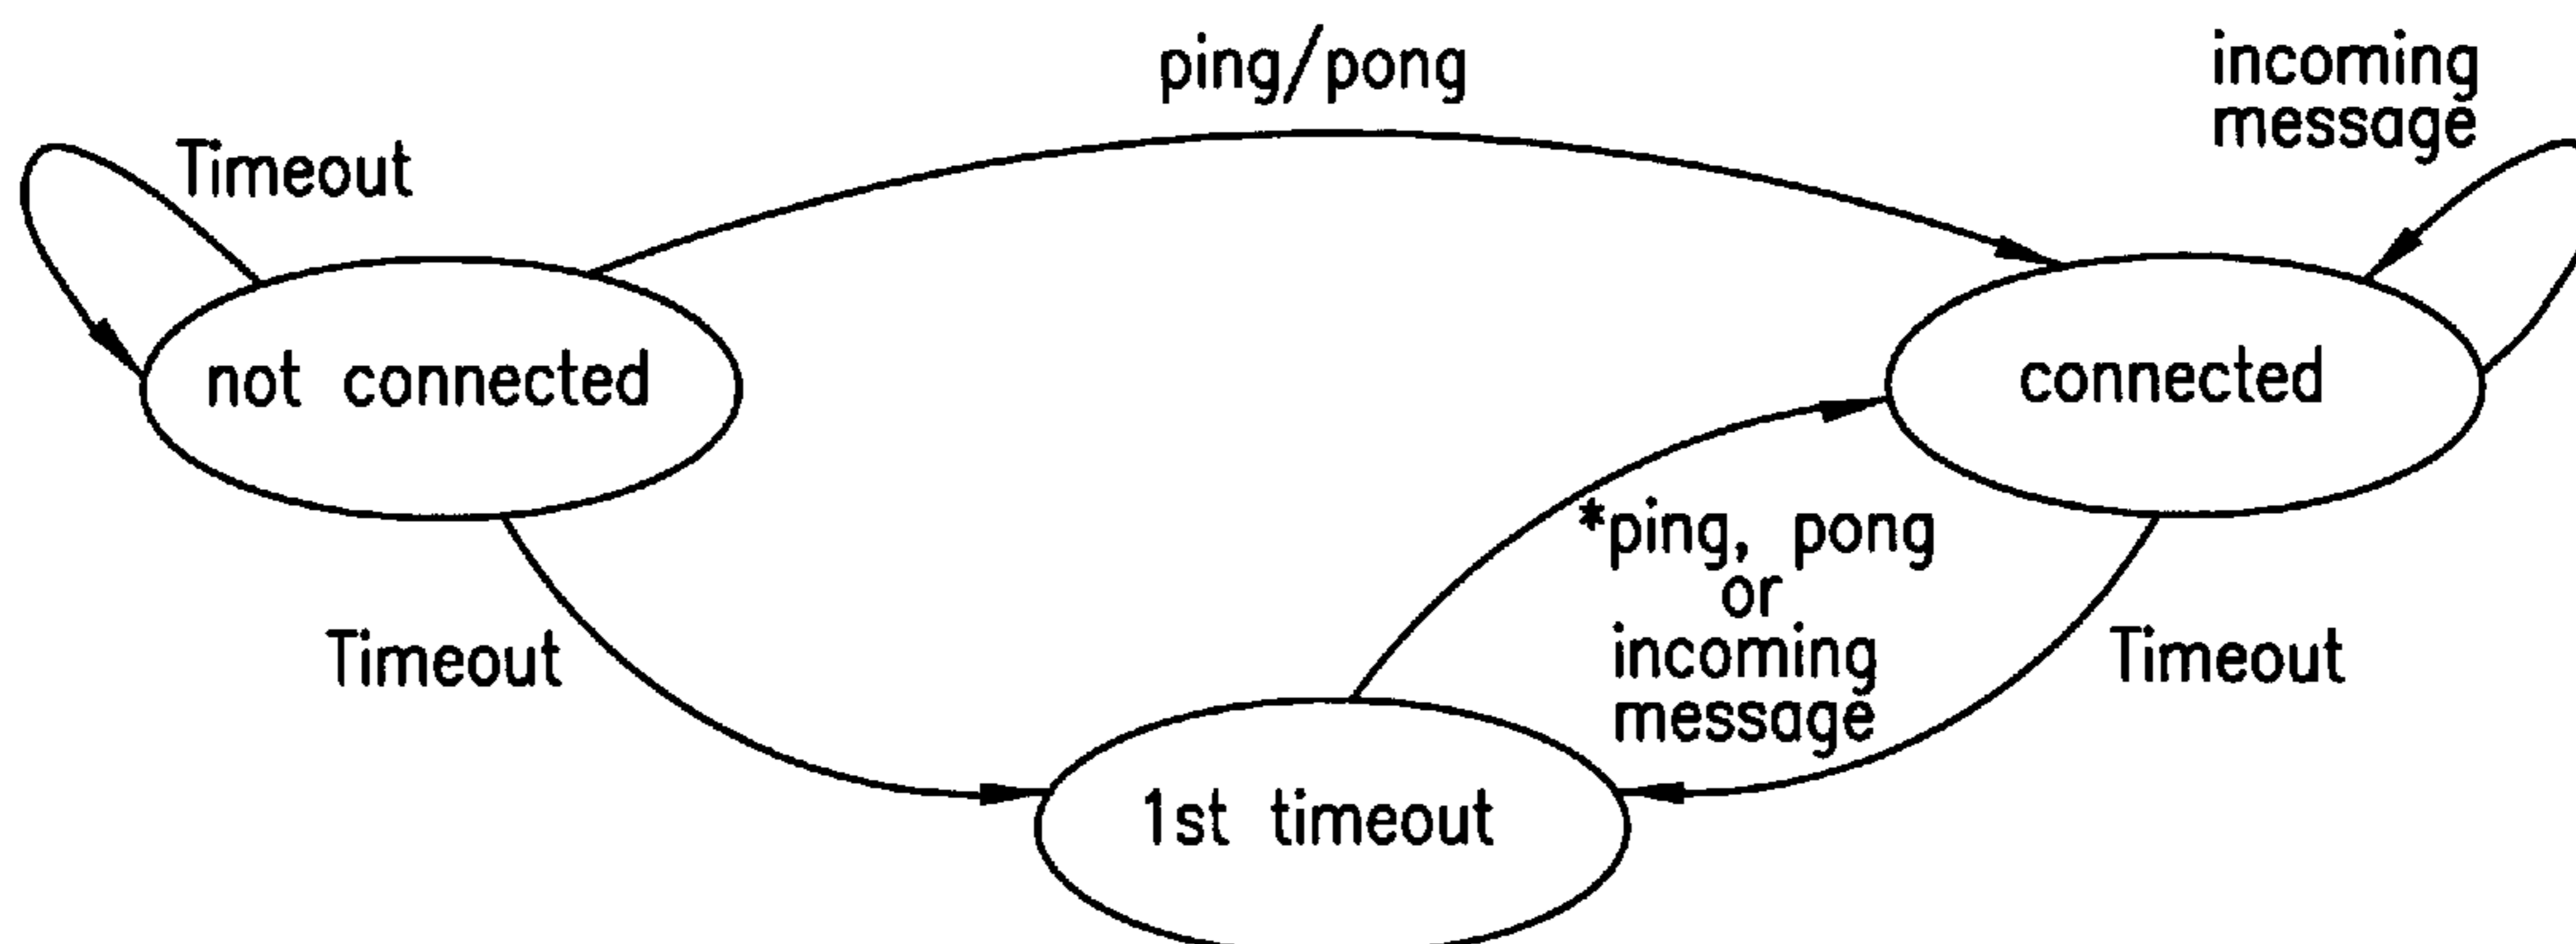 ping/pong
incoming
message
Timeout
not connected
connected
*ping, pong
or
incoming
message
Timeout
Timeout
1st timeout